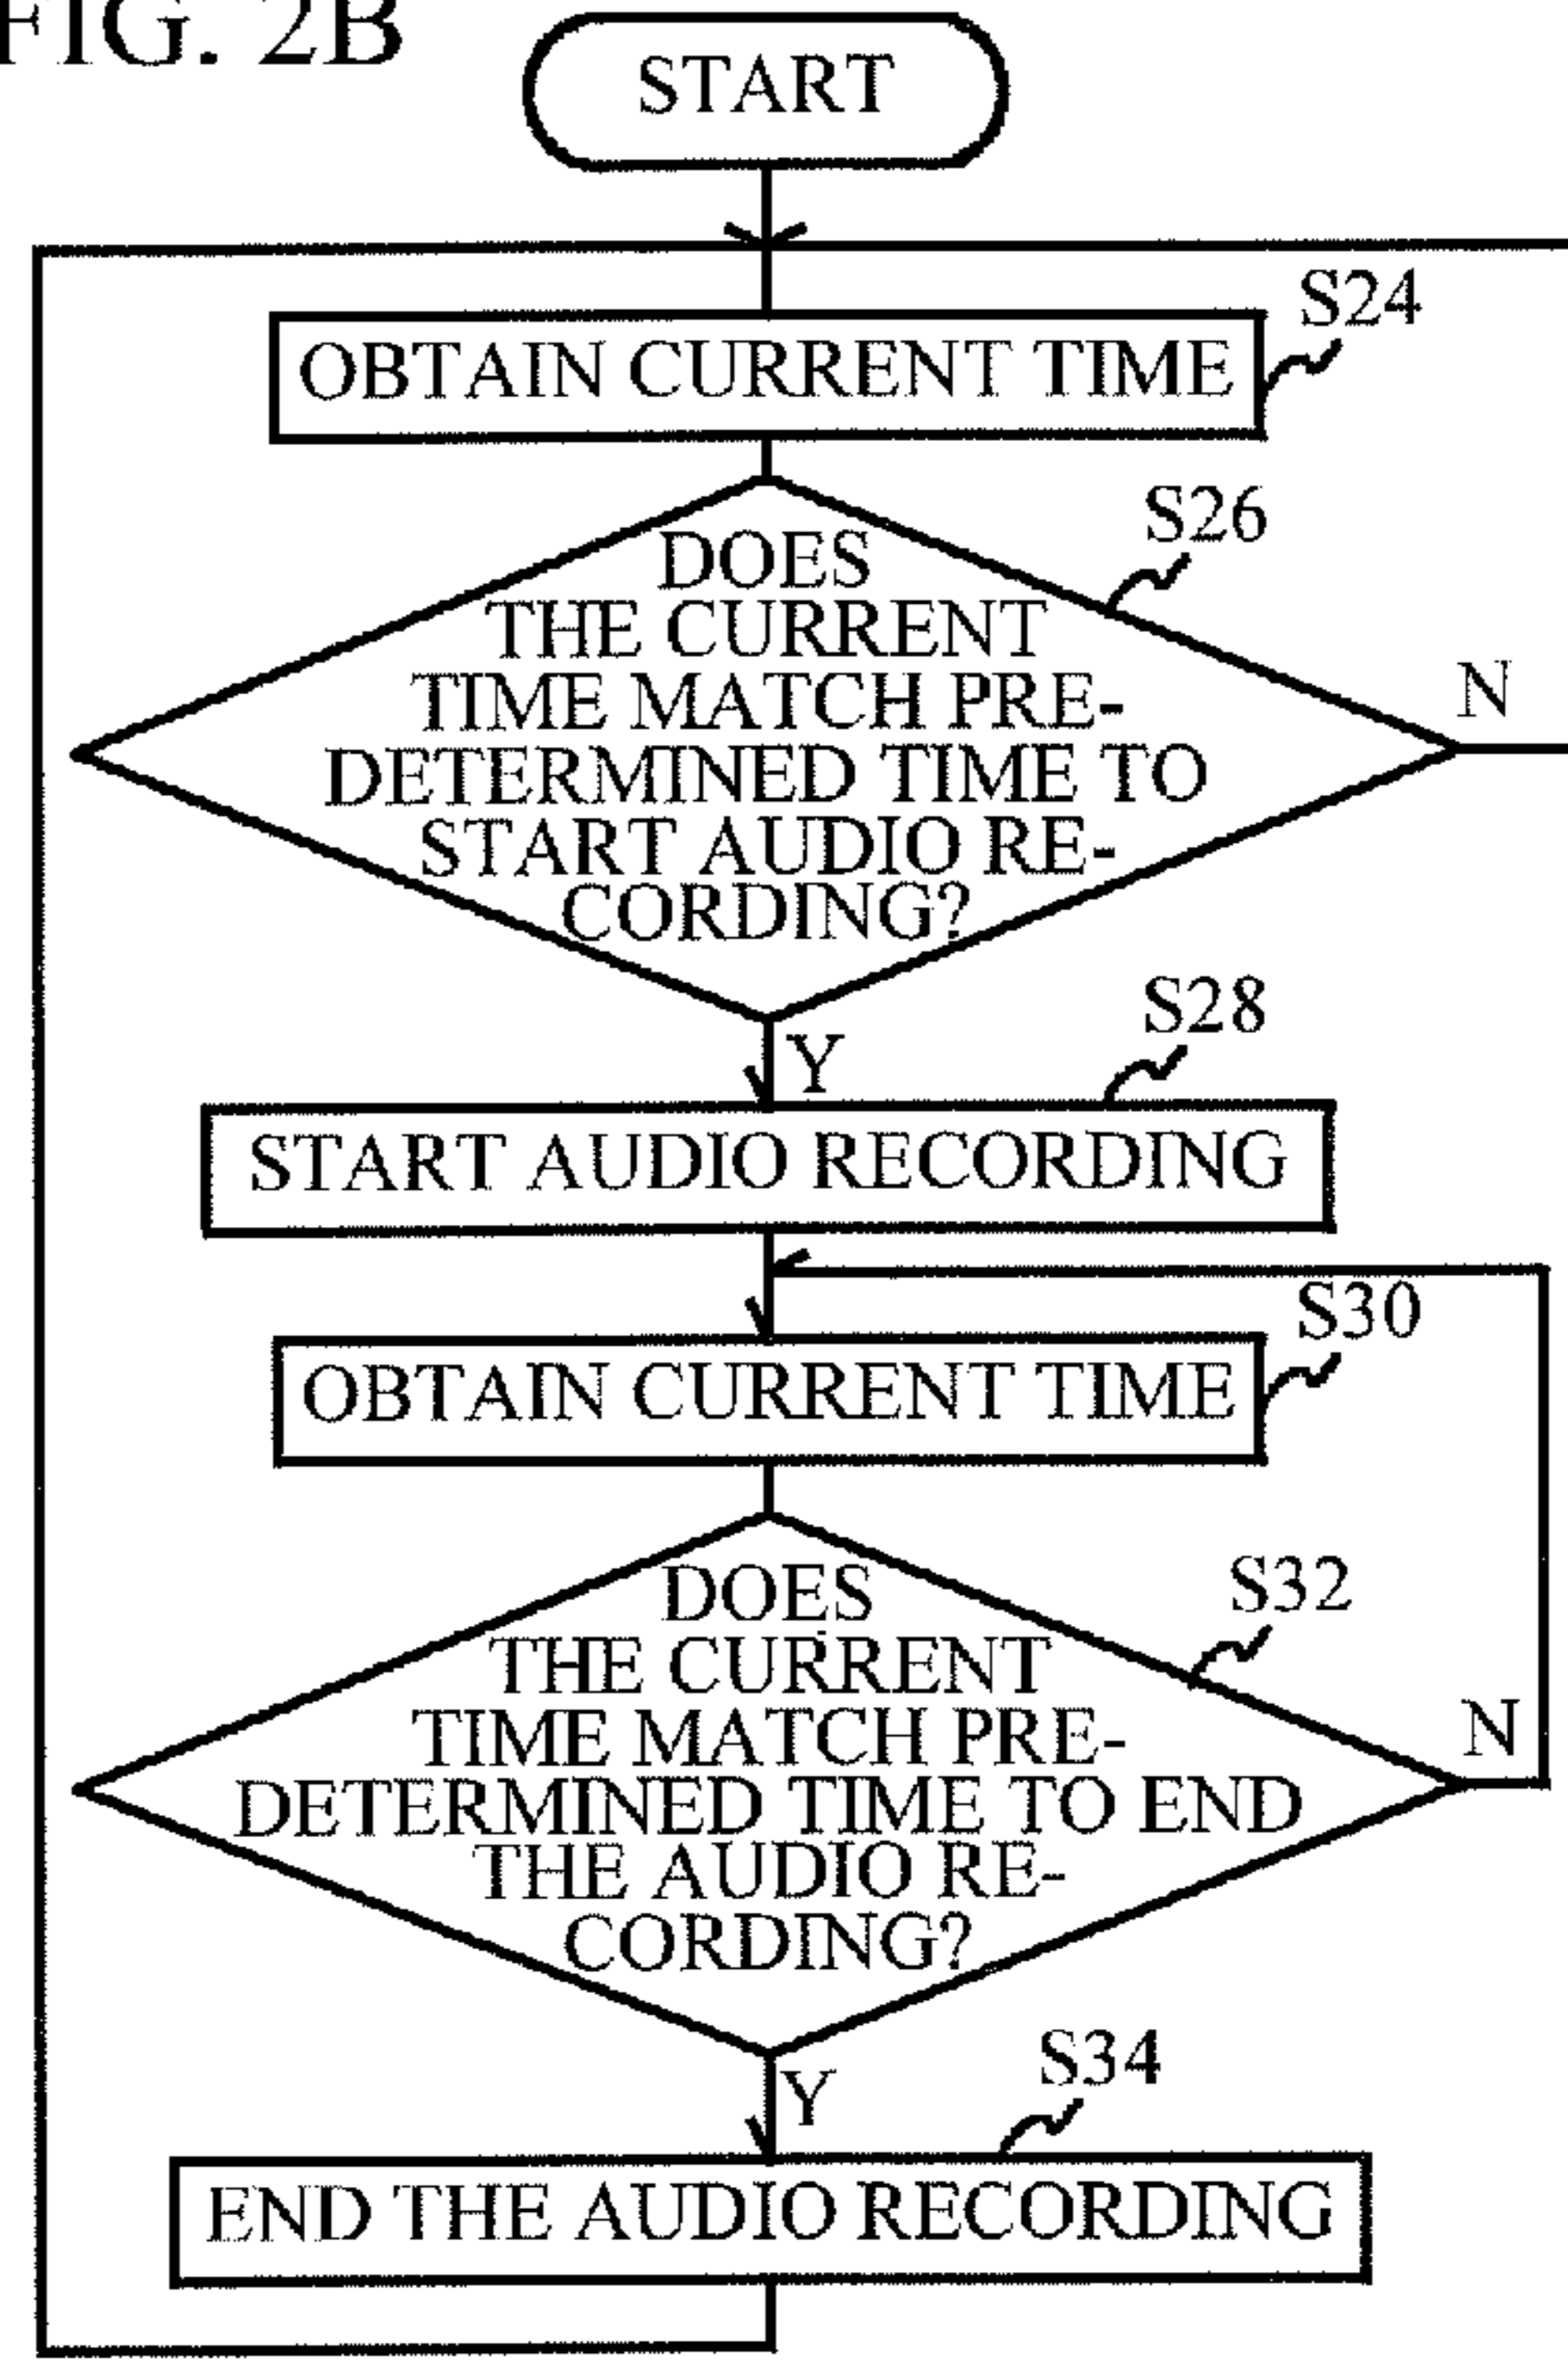 FIG. 2B
START
S24
OBTAIN CURRENT TIME
S26
DOES
THE CURRENT
TIME MATCH PRE-
DETERMINED TIME TO
START AUDIO RE-
CORDING?
N
Y
S28
START AUDIO RECORDING
S30
OBTAIN CURRENT TIME
S32
DOES
THE CURRENT
TIME MATCH PRE-
DETERMINED TIME TO END
THE AUDIO RE-
CORDING?
N
Y
S34
END THE AUDIO RECORDING